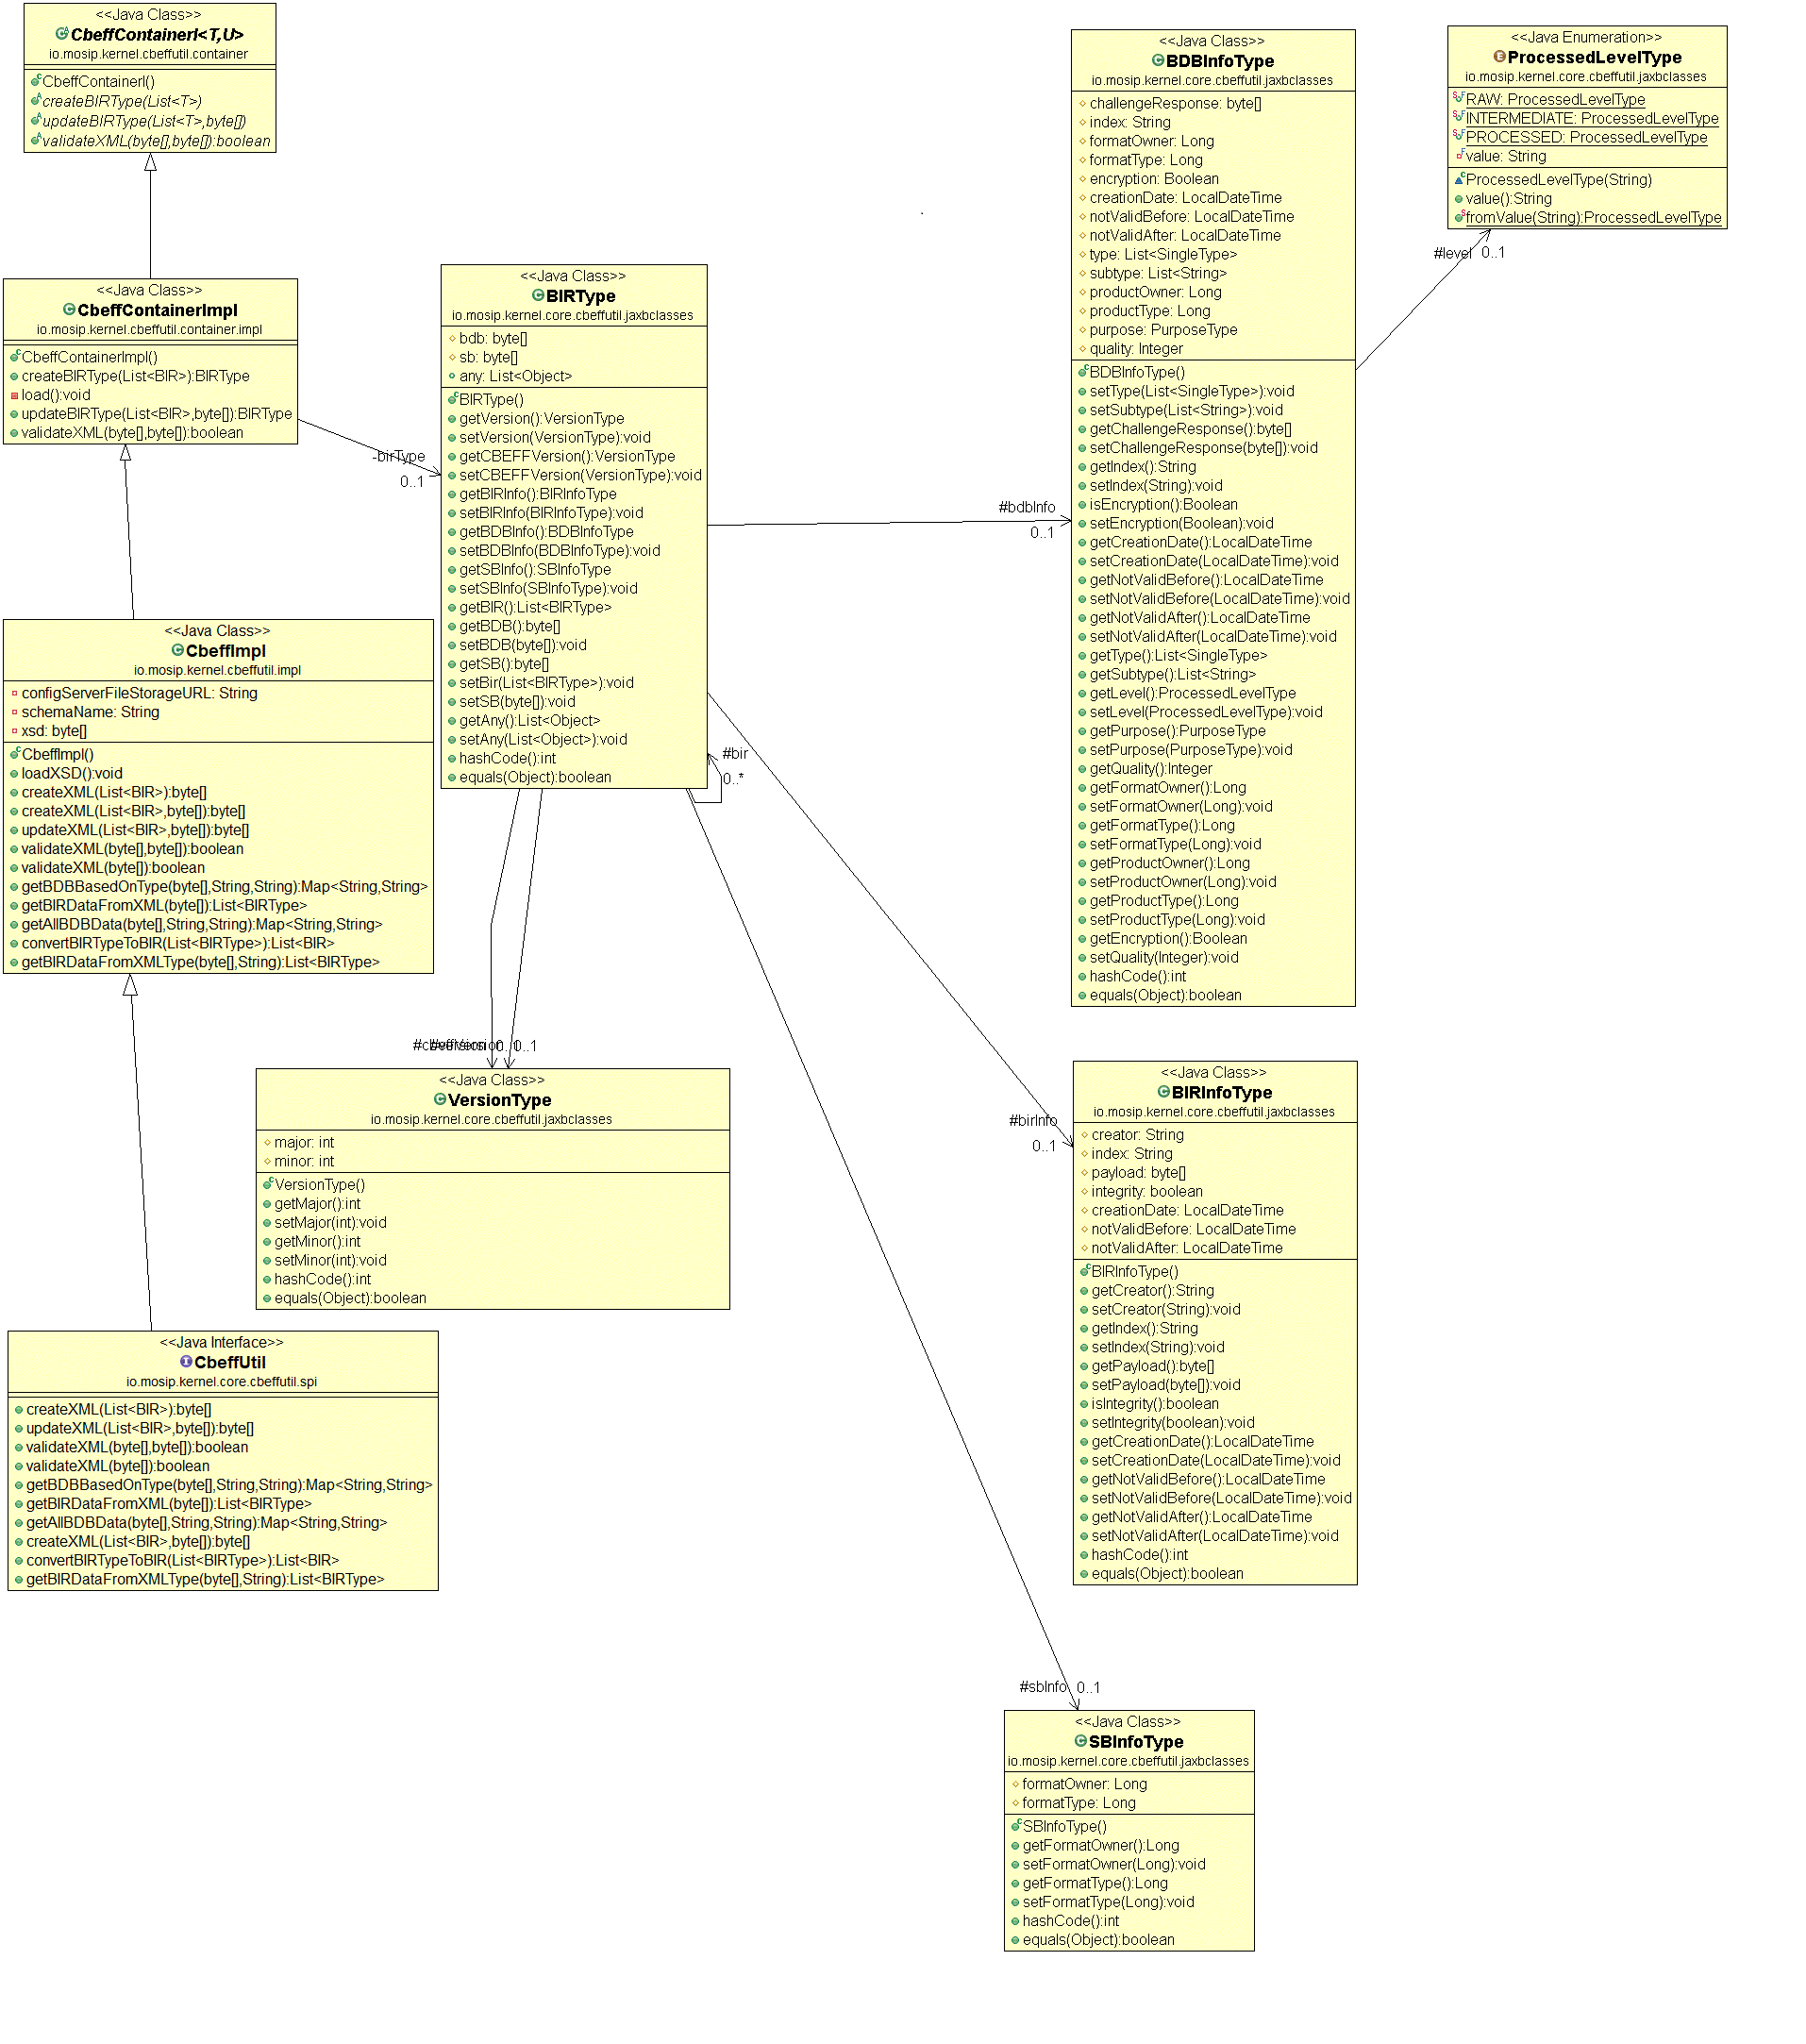 <<Java Class>>
CbeffContainerI<T,U>
io.mosip.kernel.cbeffutil.container
CbeffContainerI()
createBIRType(List<T>)
updateBIRType(List<T>,byte[])
validateXML(byte[],byte[]):boolean
<<Java Class>>
CbeffContainerImpl
io.mosip.kernel.cbeffutil.container.impl
CbeffContainerImpl()
createBIRType(List<BIR>):BIRType
load():void
updateBIRType(List<BIR>,byte[]):BIRType
validateXML(byte[],byte[]):boolean
-birType
0..1
<<Java Class>>
CbeffImpl
io.mosip.kernel.cbeffutil.impl
configServerFileStorageURL: String
schemaName: String
xsd: byte[]
CbeffImpl()
loadXSD():void
createXML(List<BIR>):byte[]
createXML(List<BIR>,byte[]):byte[]
updateXML(List<BIR>,byte[]):byte[]
validateXML(byte[],byte[]):boolean
validateXML(byte[]):boolean
getBDBBasedOnType(byte[],String,String):Map<String,String>
getBIRDataFromXML(byte[]):List<BIRType>
getAllBDBData(byte[],String,String):Map<String,String>
convertBIRTypeToBIR(List<BIRType>):List<BIR>
getBIRDataFromXMLType(byte[],String):List<BIRType>
<<Java Interface>>
CbeffUtil
io.mosip.kernel.core.cbeffutil.spi
createXML(List<BIR>):byte[]
updateXML(List<BIR>,byte[]):byte[]
validateXML(byte[],byte[]):boolean
validateXML(byte[]):boolean
getBDBBasedOnType(byte[],String,String):Map<String,String>
getBIRDataFromXML(byte[]):List<BIRType>
getAllBDBData(byte[],String,String):Map<String,String>
createXML(List<BIR>,byte[]):byte[]
convertBIRTypeToBIR(List<BIRType>):List<BIR>
getBIRDataFromXMLType(byte[],String):List<BIRType>
<<Java Class>>
BIRType
io.mosip.kernel.core.cbeffutil.jaxbclasses
bdb: byte[]
sb: byte[]
any: List<Object>
BIRType()
getVersion():VersionType
setVersion(VersionType):void
getCBEFFVersion():VersionType
setCBEFFVersion(VersionType):void
getBIRInfo():BIRInfoType
setBIRInfo(BIRInfoType):void
getBDBInfo():BDBInfoType
setBDBInfo(BDBInfoType):void
getSBInfo():SBInfoType
setSBInfo(SBInfoType):void
getBIR():List<BIRType>
getBDB():byte[]
setBDB(byte[]):void
getSB():byte[]
setBir(List<BIRType>):void
setSB(byte[]):void
getAny():List<Object>
setAny(List<Object>):void
hashCode():int
equals(Object):boolean
#bir
0..*
0..1
<<Java Class>>
VersionType
io.mosip.kernel.core.cbeffutil.jaxbclasses
major: int
minor: int
VersionType()
getMajor():int
setMajor(int):void
getMinor():int
setMinor(int):void
hashCode():int
equals(Object):boolean
#bdbInfo
0..1
<<Java Class>>
BDBInfoType
io.mosip.kernel.core.cbeffutil.jaxbclasses
challengeResponse: byte[]
index: String
formatOwner: Long
formatType: Long
encryption: Boolean
creationDate: LocalDateTime
notValidBefore: LocalDateTime
notValidAfter: LocalDateTime
type: List<SingleType>
subtype: List<String>
productOwner: Long
productType: Long
purpose: PurposeType
quality: Integer
BDBInfoType()
setType(List<SingleType>):void
setSubtype(List<String>):void
getChallengeResponse():byte[]
setChallengeResponse(byte[]):void
getIndex():String
setIndex(String):void
isEncryption():Boolean
setEncryption(Boolean):void
getCreationDate():LocalDateTime
setCreationDate(LocalDateTime):void
getNotValidBefore():LocalDateTime
setNotValidBefore(LocalDateTime):void
getNotValidAfter():LocalDateTime
setNotValidAfter(LocalDateTime):void
getType():List<SingleType>
getSubtype():List<String>
getLevel():ProcessedLevelType
setLevel(ProcessedLevelType):void
getPurpose():PurposeType
setPurpose(PurposeType):void
getQuality():Integer
getFormatOwner():Long
setFormatOwner(Long):void
getFormatType():Long
setFormatType(Long):void
getProductOwner():Long
setProductOwner(Long):void
getProductType():Long
setProductType(Long):void
getEncryption():Boolean
setQuality(Integer):void
hashCode():int
equals(Object):boolean
#level 0..1
<<Java Enumeration>>
ProcessedLevelType
io.mosip.kernel.core.cbeffutil.jaxbclasses
RAW: ProcessedLevelType
INTERMEDIATE: ProcessedLevelType
PROCESSED: ProcessedLevelType
value: String
ProcessedLevelType(String)
value():String
fromValue(String):ProcessedLevelType
#birInfo
0..1
<<Java Class>>
BIRInfoType
io.mosip.kernel.core.cbeffutil.jaxbclasses
creator: String
index: String
payload: byte[]
integrity: boolean
creationDate: LocalDateTime
notValidBefore: LocalDateTime
notValidAfter: LocalDateTime
BIRInfoType()
getCreator():String
setCreator(String):void
getIndex():String
setIndex(String):void
getPayload():byte[]
setPayload(byte[]):void
isIntegrity():boolean
setIntegrity(boolean):void
getCreationDate():LocalDateTime
setCreationDate(LocalDateTime):void
getNotValidBefore():LocalDateTime
setNotValidBefore(LocalDateTime):void
getNotValidAfter():LocalDateTime
setNotValidAfter(LocalDateTime):void
hashCode():int
equals(Object):boolean
#sbInfo 0..1
<<Java Class>>
SBInfoType
io.mosip.kernel.core.cbeffutil.jaxbclasses
formatOwner: Long
formatType: Long
SBInfoType()
getFormatOwner():Long
setFormatOwner(Long):void
getFormatType():Long
setFormatType(Long):void
hashCode():int
equals(Object):boolean